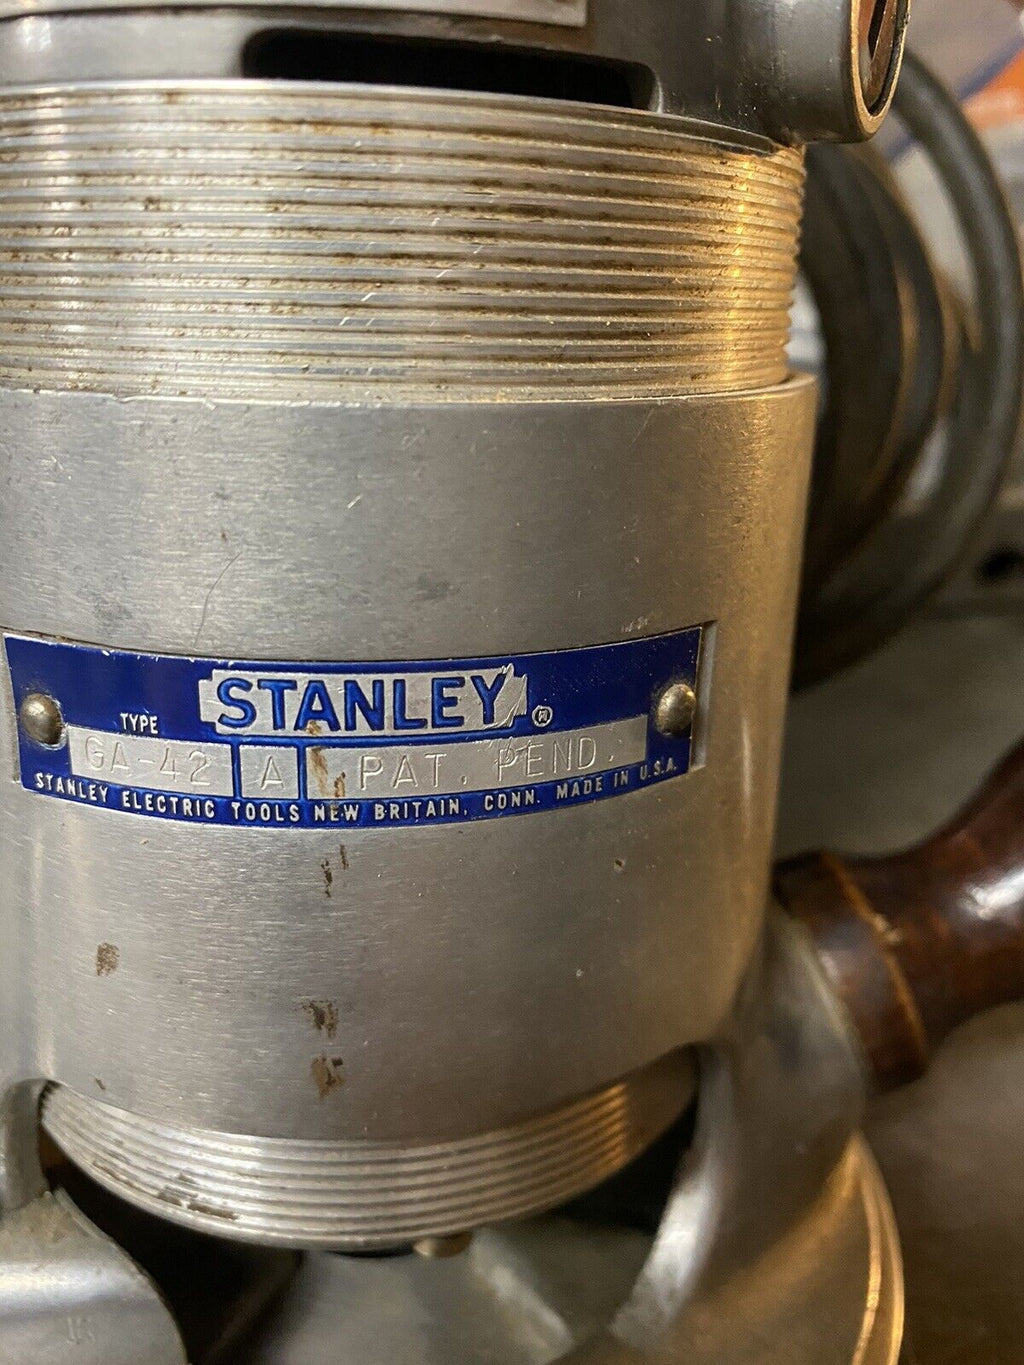 STANLEY ®
TYPE
GA-42 A PAT. PEND.
STANLEY ELECTRIC TOOLS NEW BRITAIN, CONN. MADE IN U.S.A.